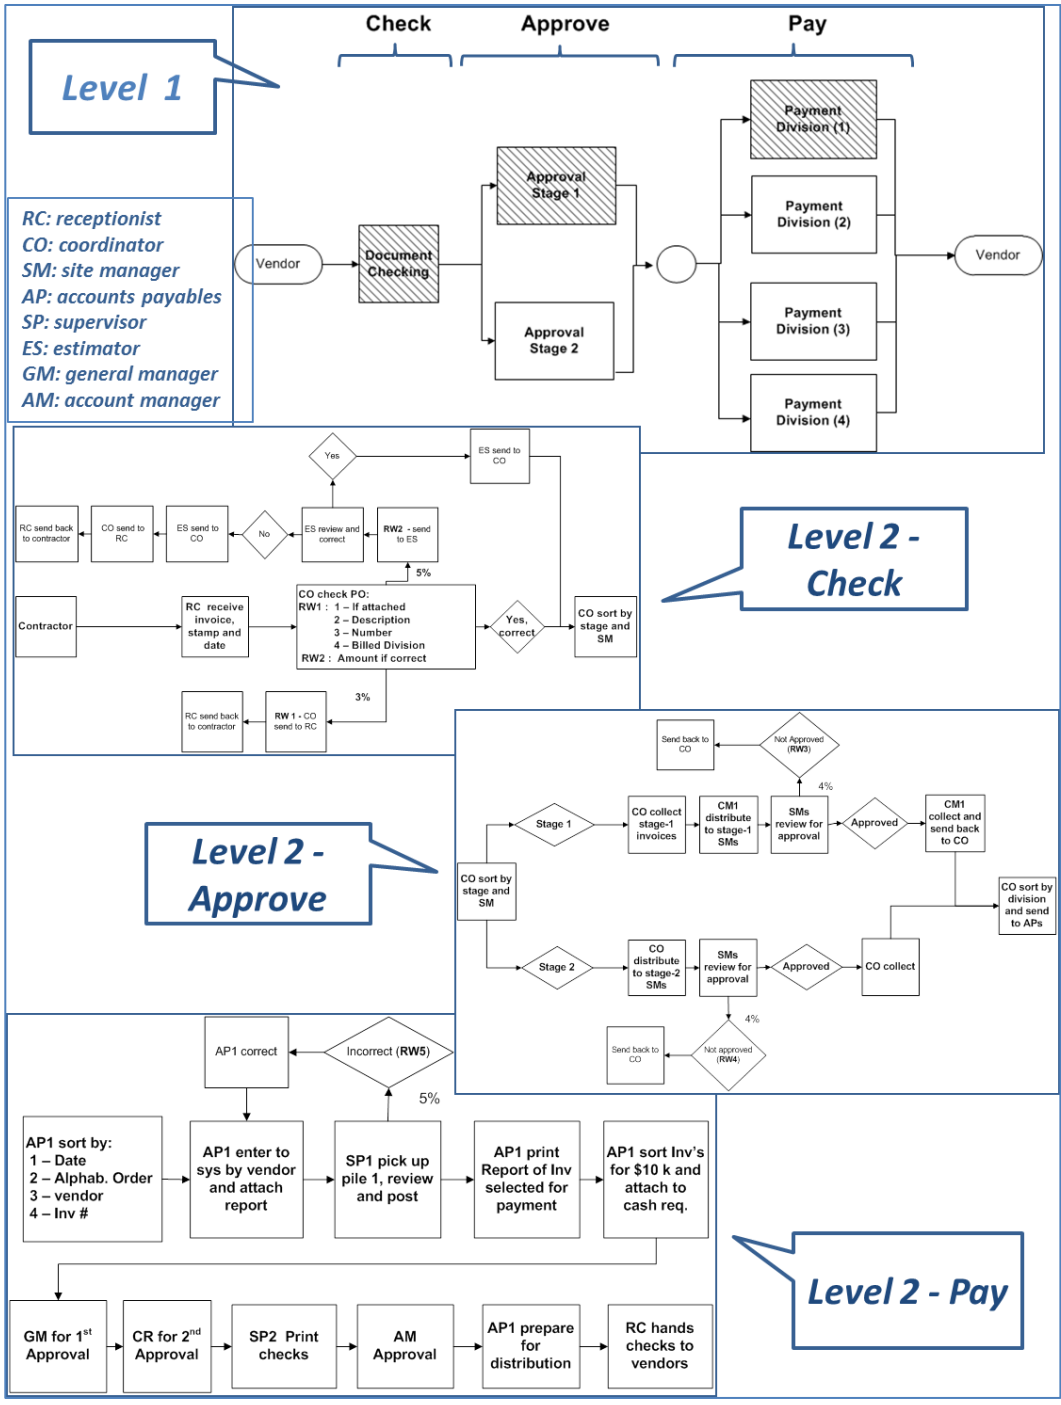 Check
Approve
Pay
Level 1
Payment
Division (1)
Approval
Stage 1
Payment
Division (2)
RC: receptionist
CO: coordinator
SM: site manager
AP: accounts payables
SP: supervisor
ES: estimator
GM: general manager
AM: account manager
Vendor
Document
Checking
Vendor
Approval
Stage 2
Payment
Division (3)
Payment
Division (4)
Yes
ES send to
CO
RC send back
to contractor
CO send to
RC
ES send to
CO
No
ES review and
correct
RW2 - send
to ES
5%
Level 2 -
Check
Contractor
RC receive
invoice,
stamp and
date
CO check PO:
RW1 : 1 – If attached
2 – Description
3 – Number
4 – Billed Division
RW2 : Amount if correct
Yes,
correct
CO sort by
stage and
SM
3%
RC send back
to contractor
RW 1 - CO
send to RC
Send back to
CO
Not Approved
(RW3)
4%
Level 2 -
Approve
Stage 1
CO collect
stage-1
invoices
CM1
distribute
to stage-1
SMs
SMs
review for
approval
Approved
CM1
collect and
send back
to CO
CO sort by
stage and
SM
CO sort by
division
and send
to APs
Stage 2
CO
distribute
to stage-2
SMs
SMs
review for
approval
Approved
CO collect
4%
Send back to
CO
Not approved
(RW4)
AP1 correct
Incorrect (RW5)
5%
AP1 sort by:
1 – Date
2 – Alphab. Order
3 – vendor
4 – Inv #
AP1 enter to
sys by vendor
and attach
report
SP1 pick up
pile 1, review
and post
AP1 print
Report of Inv
selected for
payment
AP1 sort Inv's
for $10 k and
attach to
cash req.
Level 2 - Pay
GM for 1st
Approval
CR for 2nd
Approval
SP2 Print
checks
AM
Approval
AP1 prepare
for
distribution
RC hands
checks to
vendors